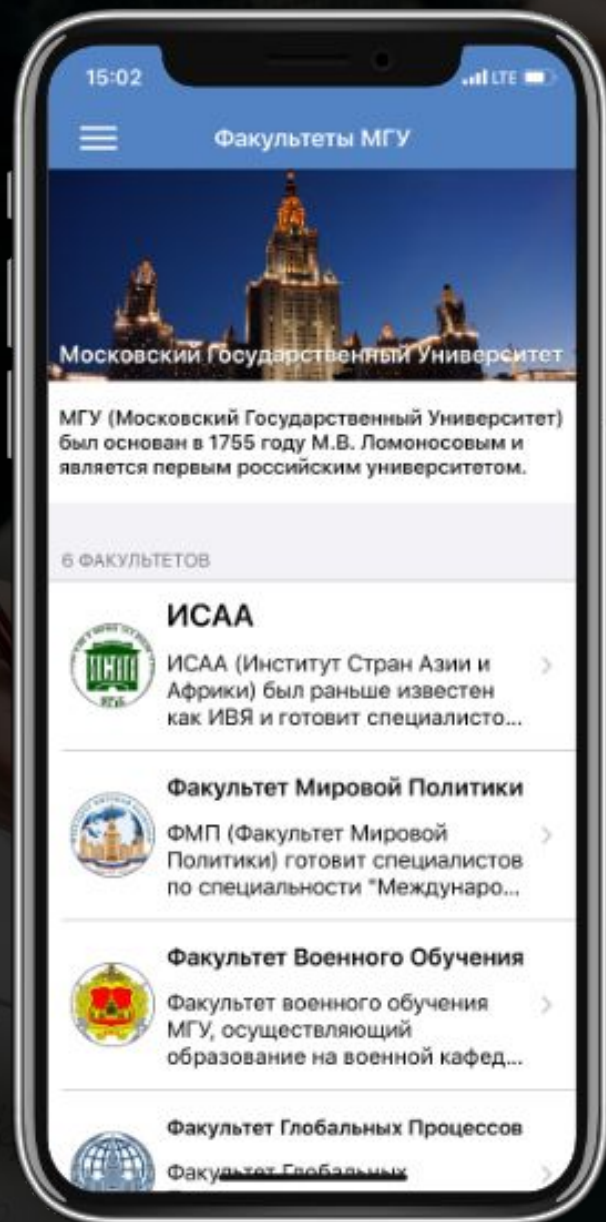 15:02
LTE
Факультеты МГУ
Московский Государственный Университет
МГУ (Московский Государственный Университет)
был основан в 1755 году М.В. Ломоносовым и
является первым российским университетом.
6 ФАКУЛЬТЕТОВ
ИСАА
ИСАА (Институт Стран Азии и
Африки) был раньше известен
как ИВЯ и готовит специалисто...
Факультет Мировой Политики
ФМП (Факультет Мировой
Политики) готовит специалистов
по специальности "Междунаро...
Факультет Военного Обучения
Факультет военного обучения
МГУ, осуществляющий
образование на военной кафед...
Факультет Глобальных Процессов
Факультет Глобальных